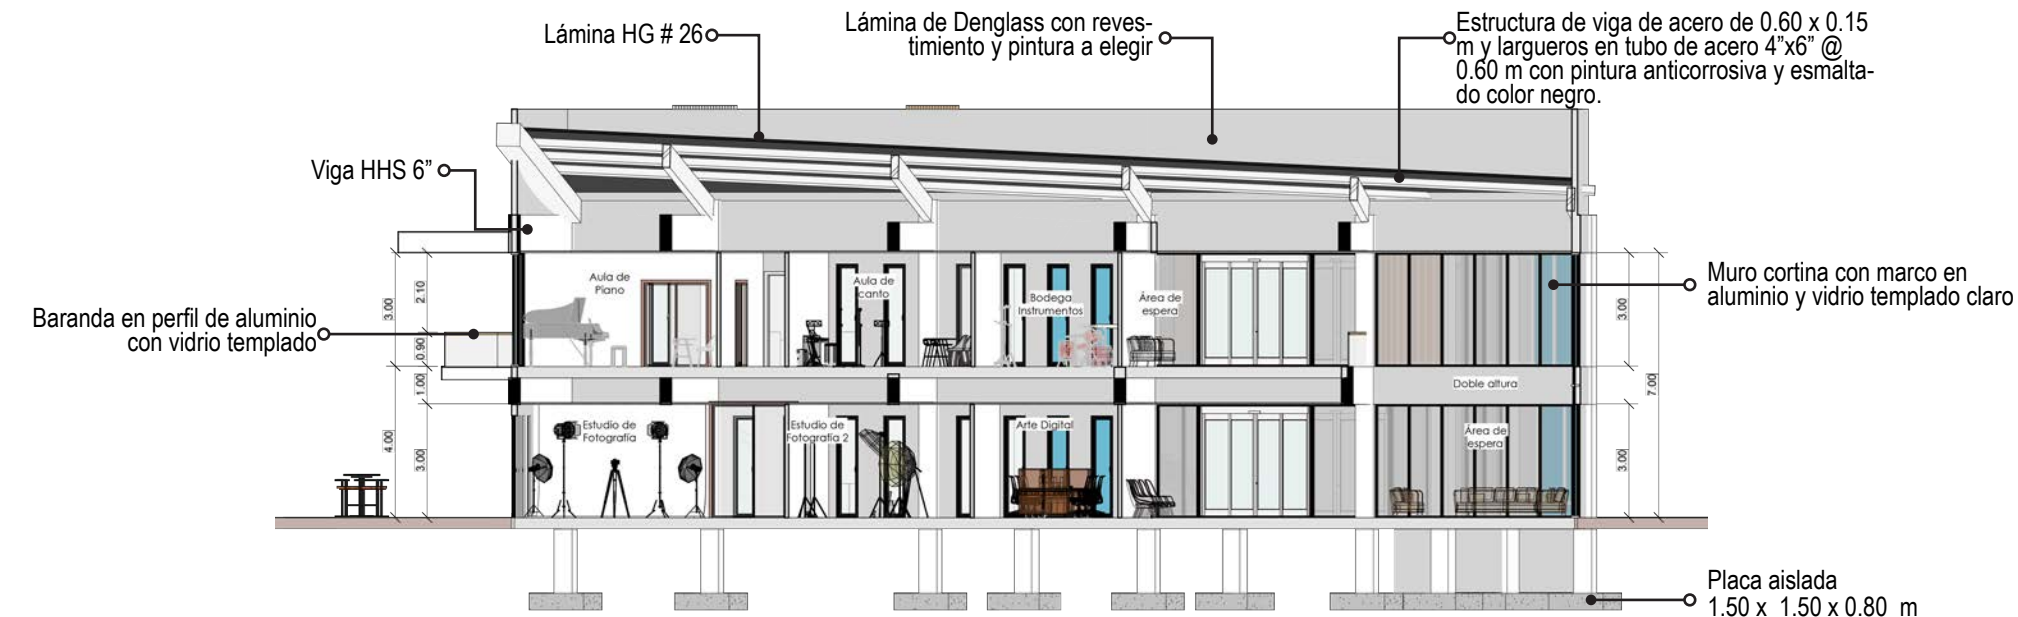 Lámina HG # 26
Lámina de Denglass con reves-
timiento y pintura a elegir
Estructura de viga de acero de 0.60 x 0.15
m y largueros en tubo de acero 4”x6” @
0.60 m con pintura anticorrosiva y esmalta-
do color negro.
Viga HHS 6”
Baranda en perfil de aluminio
con vidrio templado
Muro cortina con marco en
aluminio y vidrio templado claro
Placa aislada
1.50 x 1.50 x 0.80 m
Aula de
Piano
Aula de
canto
Bodega
Instrumentos
Área de
espera
Doble altura
Estudio de
Fotografía
Estudio de
Fotografía 2
Arte Digital
Área de
espera
3.00
2.10
0.90
1.00
4.00
3.00
3.00
7.00
3.00